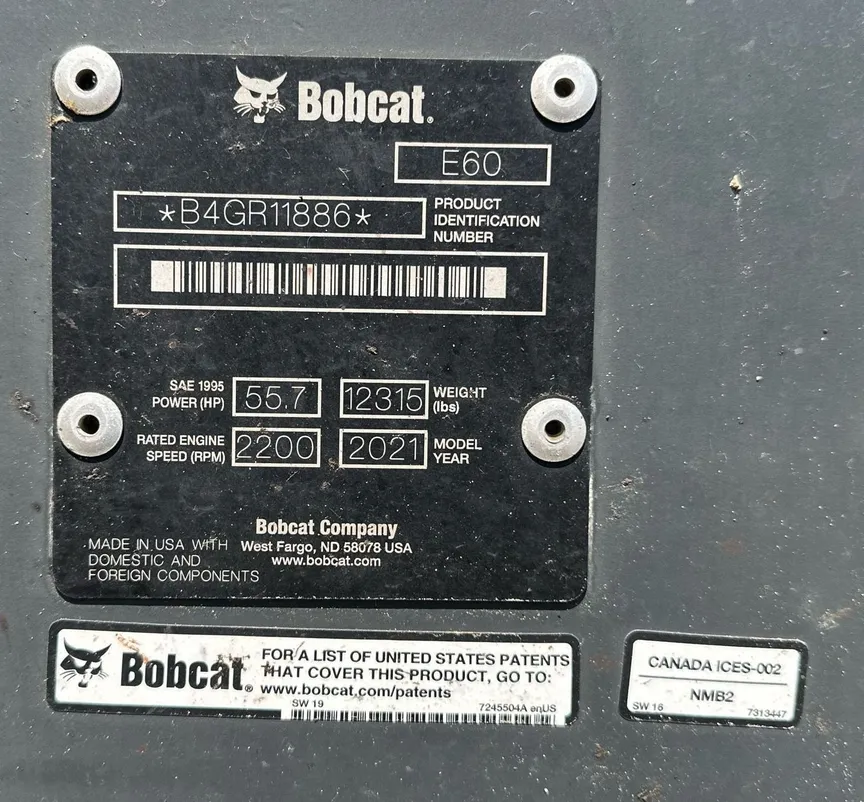 Bobcat®
E60
*B4GR11886*
PRODUCT
IDENTIFICATION
NUMBER
SAE 1995
POWER (HP)
55.7
12315
WEIGHT
(lbs)
RATED ENGINE
SPEED (RPM)
2200
2021
MODEL
YEAR
Bobcat Company
West Fargo, ND 58078 USA
www.bobcat.com
MADE IN USA WITH
DOMESTIC AND
FOREIGN COMPONENTS
Bobcat®
FOR A LIST OF UNITED STATES PATENTS
THAT COVER THIS PRODUCT, GO TO:
www.bobcat.com/patents
SW 19
7245504A enUS
CANADA ICES-002
NMB2
SW 16
7313447